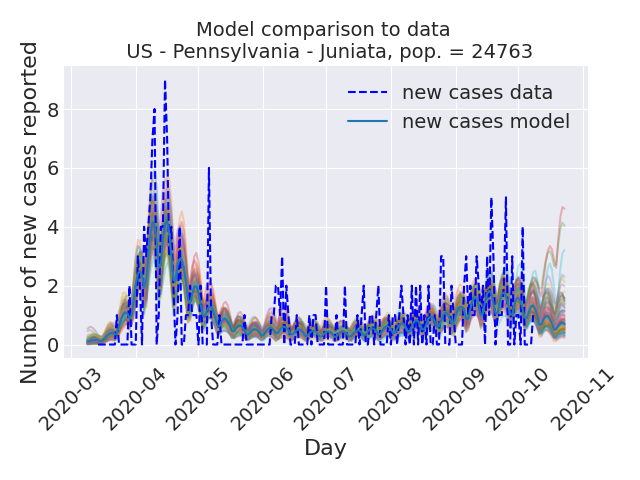 Model comparison to data
US - Pennsylvania - Juniata, pop. = 24763
Number of new cases reported
8
6
4
2
0
new cases data
new cases model
2020-03
2020-04
2020-05
2020-06
2020-07
2020-08
2020-09
2020-10
2020-11
Day